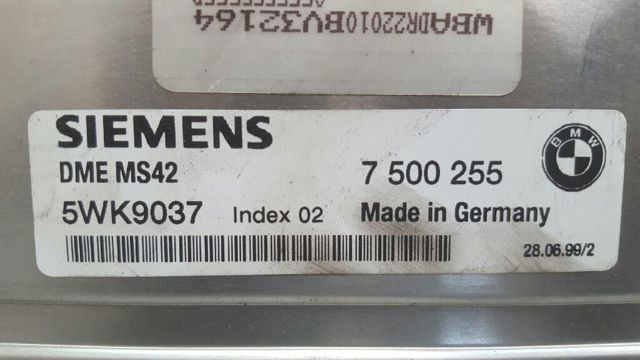 WBADR22010BV32164
SIEMENS
DME MS42
7 500 255
BMW
5WK9037 Index 02 Made in Germany
28.06.99/2